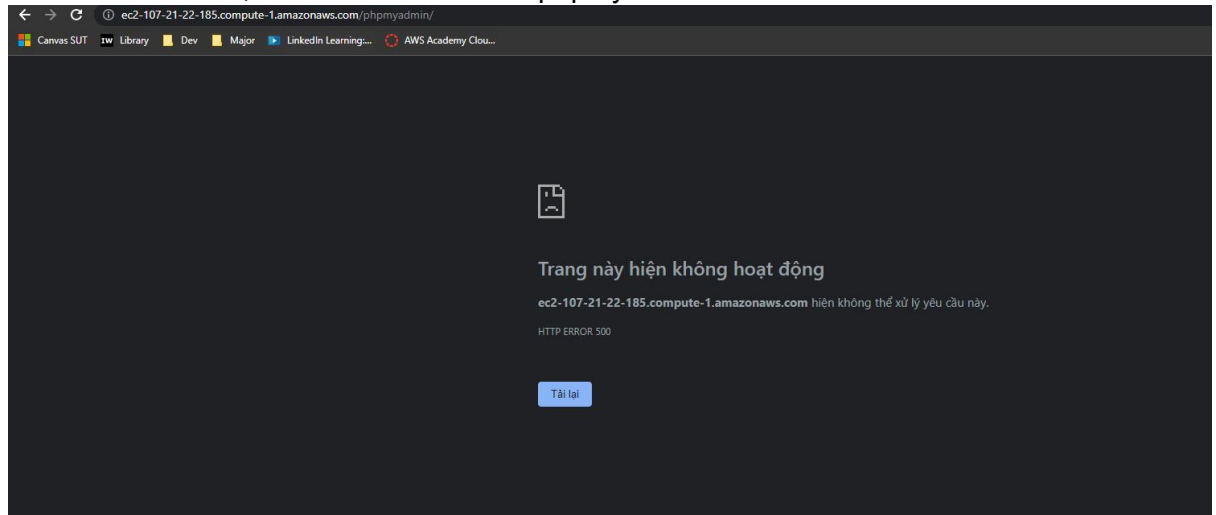 ec2-107-21-22-185.compute-1.amazonaws.com/phpmyadmin/
Canvas SUT Library Dev Major LinkedIn Learning:... AWS Academy Clou...
Trang này hiện không hoạt động
ec2-107-21-22-185.compute-1.amazonaws.com hiện không thể xử lý yêu cầu này.
HTTP ERROR 500
Tải lại